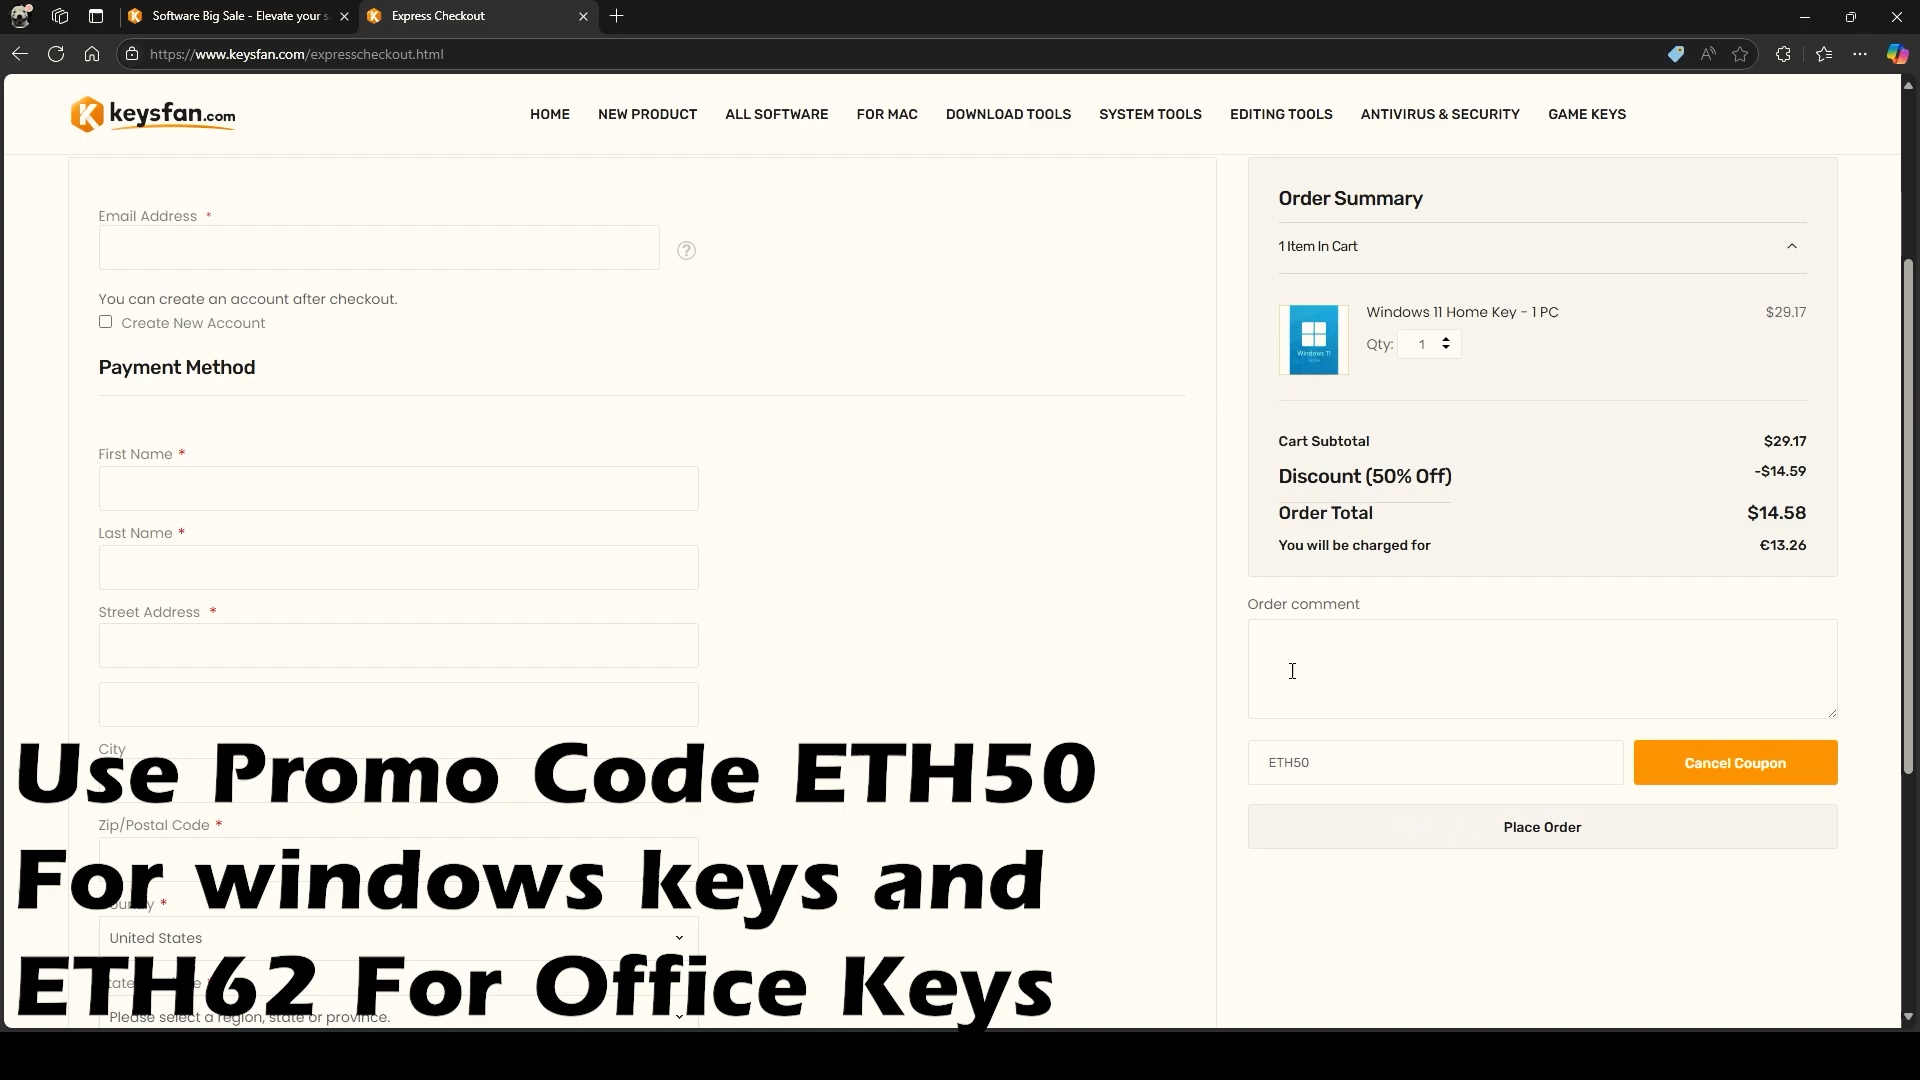 Software Big Sale - Elevate your s
Express Checkout
https://www.keysfan.com/expresscheckout.html
keysfan.com
HOME
NEW PRODUCT
ALL SOFTWARE
FOR MAC
DOWNLOAD TOOLS
SYSTEM TOOLS
EDITING TOOLS
ANTIVIRUS & SECURITY
GAME KEYS
Email Address *
You can create an account after checkout.
Create New Account
Payment Method
First Name *
Last Name *
Street Address *
City
Zip/Postal Code *
United States
Please select a region, state or province.
Use Promo Code ETH50
For windows keys and
ETH62 For Office Keys
Order Summary
1 Item In Cart
Windows 11
Windows 11 Home Key - 1 PC
$29.17
Qty: 1
Cart Subtotal
$29.17
Discount (50% Off)
-$14.59
Order Total
$14.58
You will be charged for
€13.26
Order comment
ETH50
Cancel Coupon
Place Order